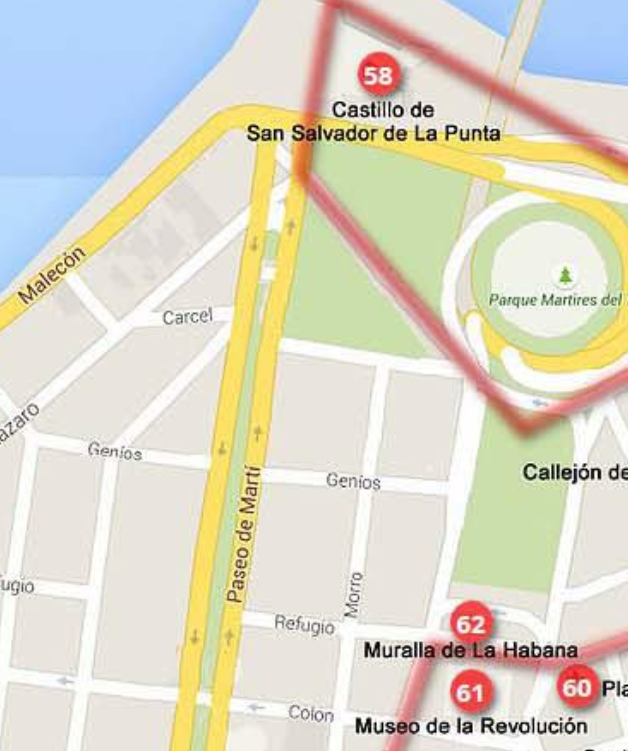 58
Castillo de
San Salvador de La Punta
Malecón
Parque Martires del
Carcel
azaro
Genios
Callejón de
Genios
Paseo de Martí
Morro
ugio
Refugio
62
Muralla de La Habana
61
60 Pla
Colon
Museo de la Revolución